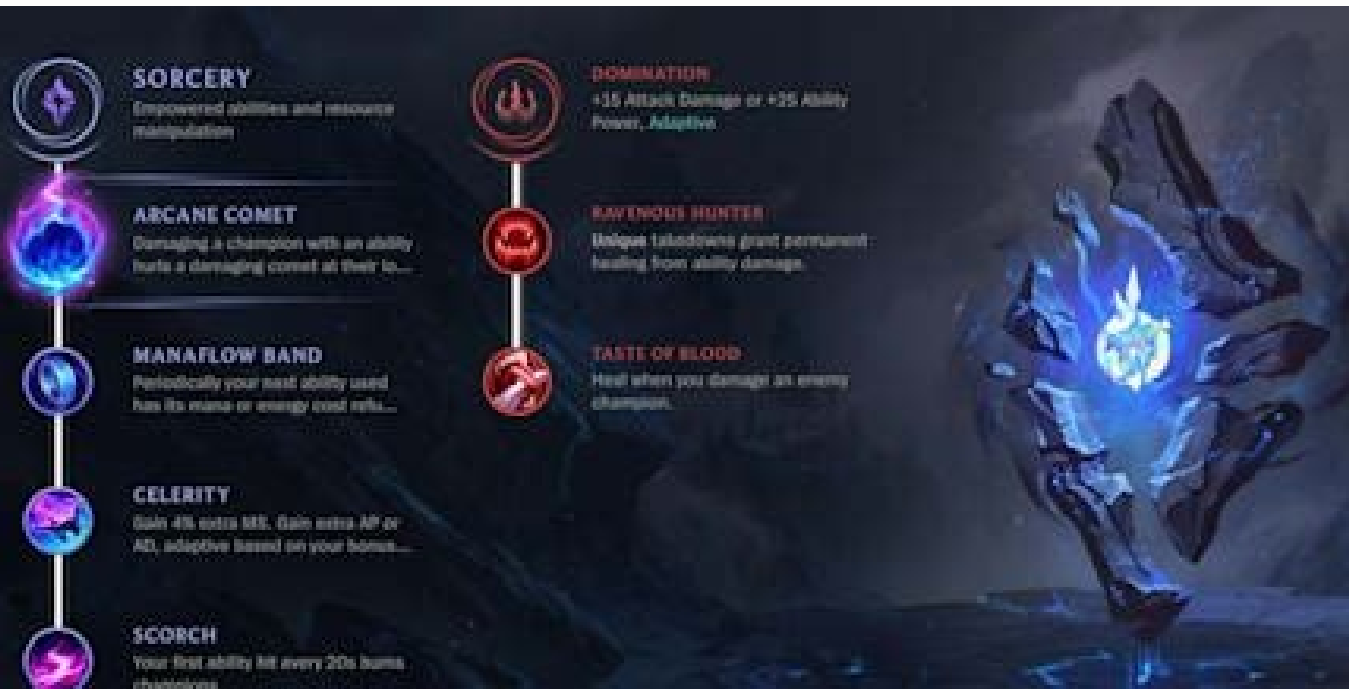 SORCERY
Empowered abilities and resource
manipulation
ARCANE COMET
Damaging a champion with an ability
hurls a damaging comet at their lo...
MANAFLOW BAND
Periodically your next ability used
has its mana or energy cost refu...
CELERITY
Gain 4% extra MS. Gain extra AP or
AD, adaptive based on your bonus...
SCORCH
Your first ability hit every 20s burns
champions
DOMINATION
+15 Attack Damage or +25 Ability
Power, Adaptive
RAVENOUS HUNTER
Unique takedowns grant permanent
healing from ability damage.
TASTE OF BLOOD
Heal when you damage an enemy
champion.